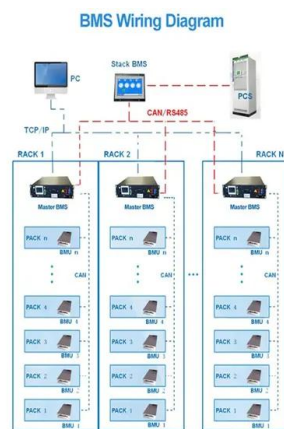 BMS Wiring Diagram
Stack BMS
PC
PCS
CAN/RS485
TCP/IP
RACK 1
RACK 2
RACK N
Master BMS
Master BMS
Master BMS
PACK n
BMU n
PACK n
BMU n
PACK n
BMU n
CAN
CAN
CAN
PACK 4
BMU 4
PACK 4
BMU 4
PACK 4
BMU 4
PACK 3
BMU 3
PACK 3
BMU 3
PACK 3
BMU 3
PACK 2
BMU 2
PACK 2
BMU 2
PACK 2
BMU 2
PACK 1
BMU 1
PACK 1
BMU 1
PACK 1
BMU 1